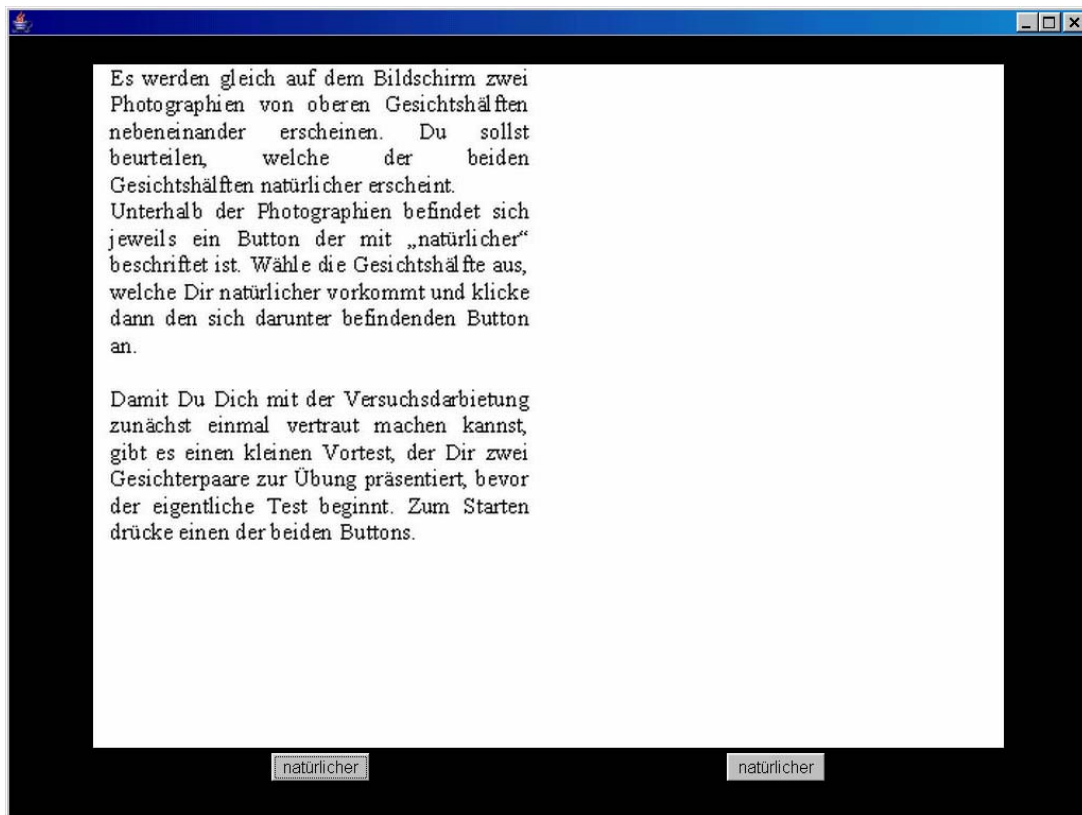 Es werden gleich auf dem Bildschirm zwei
Photographien von oberen Gesichtshälften
nebeneinander erscheinen. Du sollst
beurteilen, welche der beiden
Gesichtshälften natürlicher erscheint.
Unterhalb der Photographien befindet sich
jeweils ein Button der mit „natürlicher“
beschriftet ist. Wähle die Gesichtshälfte aus,
welche Dir natürlicher vorkommt und klicke
dann den sich darunter befindenden Button
an.
Damit Du Dich mit der Versuchsdarbietung
zunächst einmal vertraut machen kannst,
gibt es einen kleinen Vortest, der Dir zwei
Gesichterpaare zur Übung präsentiert, bevor
der eigentliche Test beginnt. Zum Starten
drücke einen der beiden Buttons.
natürlicher natürlicher